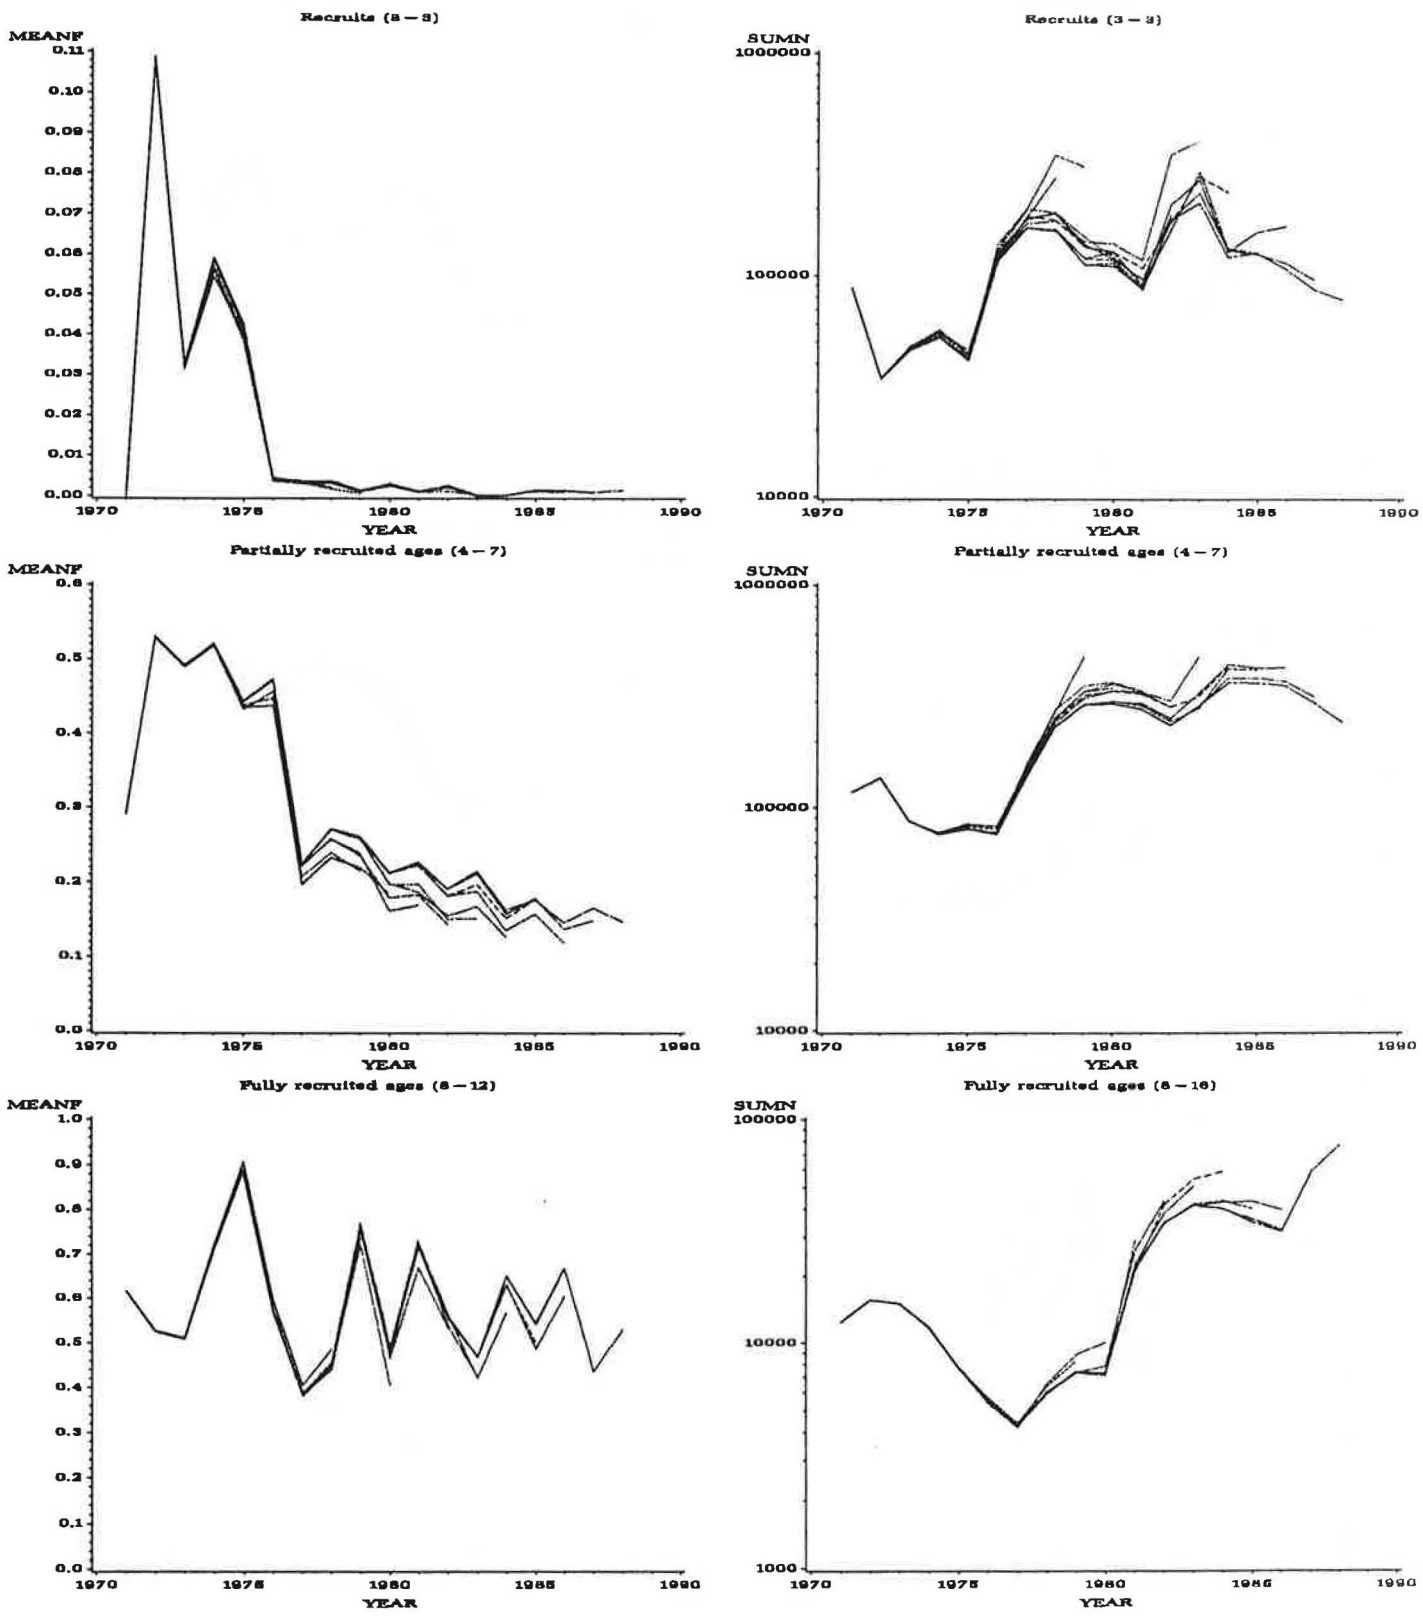 Recruits (3 – 3)
MEANF
0.11
0.10
0.09
0.08
0.07
0.06
0.05
0.04
0.03
0.02
0.01
0.00
1970 1975 1980 1985 1990
YEAR
Recruits (3 – 3)
SUMN
1000000
100000
10000
1970 1975 1980 1985 1990
YEAR
Partially recruited ages (4 – 7)
MEANF
0.6
0.5
0.4
0.3
0.2
0.1
0.0
1970 1975 1980 1985 1990
YEAR
Partially recruited ages (4 – 7)
SUMN
1000000
100000
10000
1970 1975 1980 1985 1990
YEAR
Fully recruited ages (8 – 12)
MEANF
1.0
0.9
0.8
0.7
0.6
0.5
0.4
0.3
0.2
0.1
0.0
1970 1975 1980 1985 1990
YEAR
Fully recruited ages (8 – 16)
SUMN
100000
10000
1000
1970 1975 1980 1985 1990
YEAR